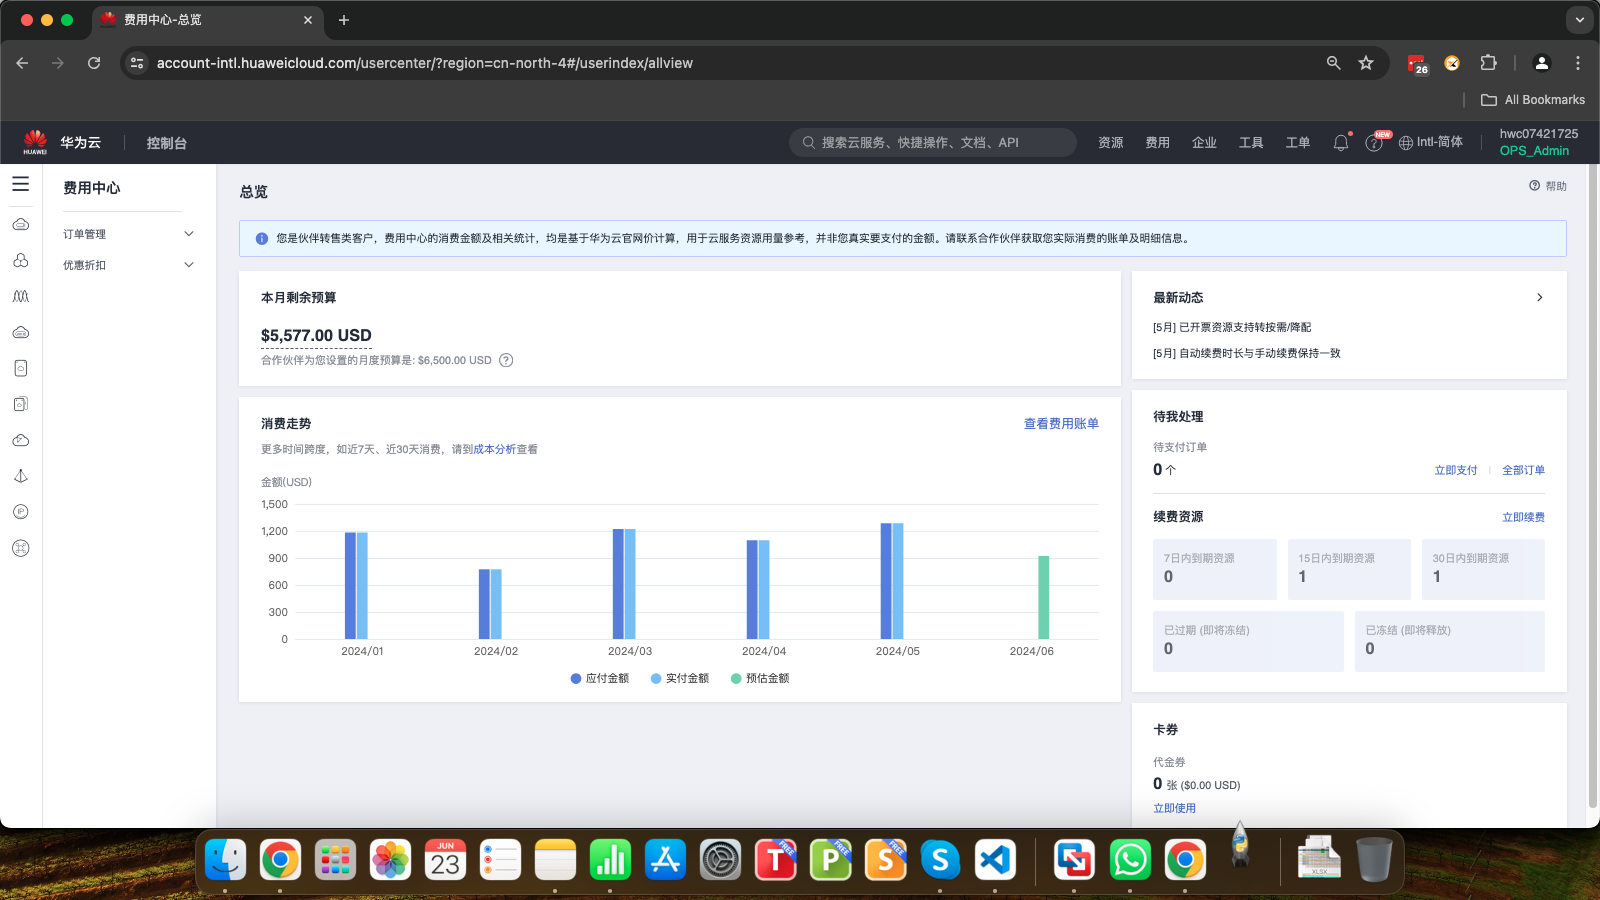 费用中心-总览
account-intl.huaweicloud.com/usercenter/?region=cn-north-4#/userindex/allview
26
All Bookmarks
HUAWEI
华为云
控制台
搜索云服务、快捷操作、文档、API
资源
费用
企业
工具
工单
NEW
Intl-简体
hwc07421725
OPS_Admin
费用中心
订单管理
优惠折扣
总览
帮助
您是伙伴转售类客户，费用中心的消费金额及相关统计，均是基于华为云官网价计算，用于云服务资源用量参考，并非您真实要支付的金额。请联系合作伙伴获取您实际消费的账单及明细信息。
本月剩余预算
$5,577.00 USD
合作伙伴为您设置的月度预算是: $6,500.00 USD
最新动态
[5月] 已开票资源支持转按需/降配
[5月] 自动续费时长与手动续费保持一致
消费走势
查看费用账单
更多时间跨度，如近7天、近30天消费，请到成本分析查看
金额(USD)
1,500
1,200
900
600
300
0
2024/01
2024/02
2024/03
2024/04
2024/05
2024/06
应付金额
实付金额
预估金额
待我处理
待支付订单
0 个
立即支付
全部订单
续费资源
立即续费
7日内到期资源
0
15日内到期资源
1
30日内到期资源
1
已过期 (即将冻结)
0
已冻结 (即将释放)
0
卡券
代金券
0 张 ($0.00 USD)
立即使用
IP
JUN
23
T
FREE
P
FREE
S
FREE
S
XLSX